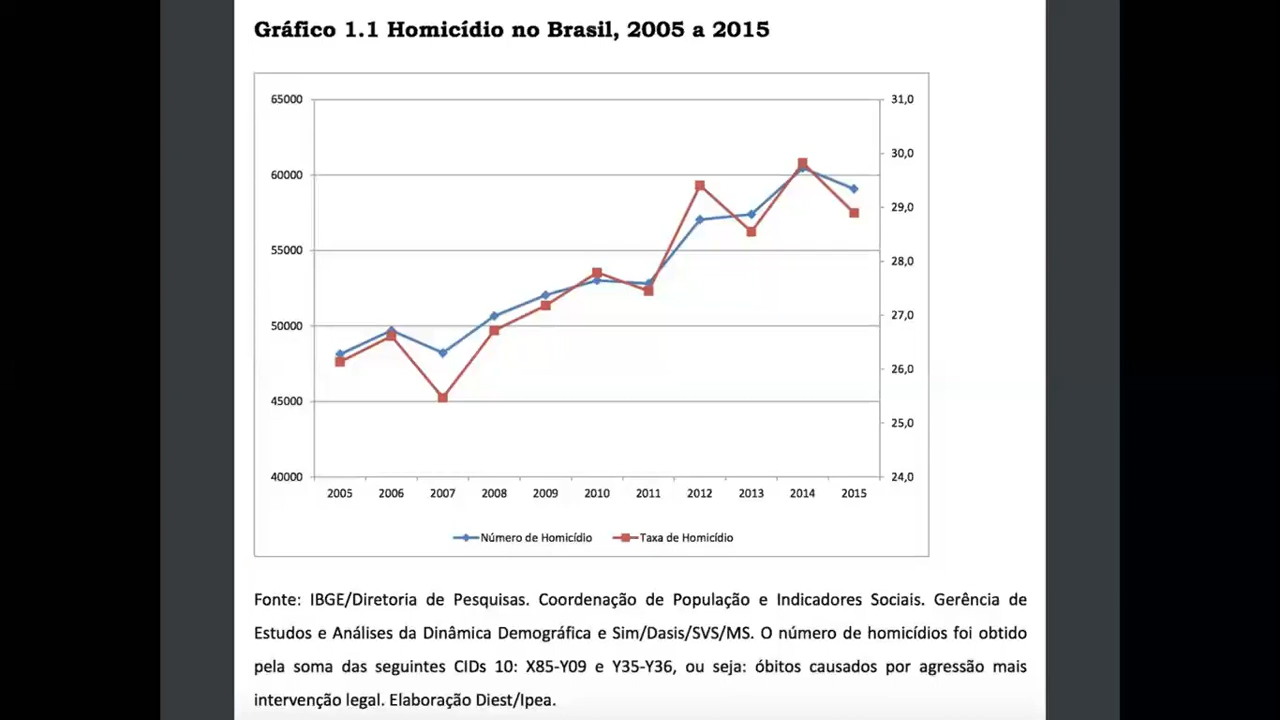 Gráfico 1.1 Homicídio no Brasil, 2005 a 2015
65000
31,0
30,0
60000
29,0
55000
28,0
27,0
50000
26,0
45000
25,0
40000
24,0
2005 2006 2007 2008 2009 2010 2011 2012 2013 2014 2015
Número de Homicídio Taxa de Homicídio
Fonte: IBGE/Diretoria de Pesquisas. Coordenação de População e Indicadores Sociais. Gerência de
Estudos e Análises da Dinâmica Demográfica e Sim/Dasis/SVS/MS. O número de homicídios foi obtido
pela soma das seguintes CIDs 10: X85-Y09 e Y35-Y36, ou seja: óbitos causados por agressão mais
intervenção legal. Elaboração Diest/Ipea.